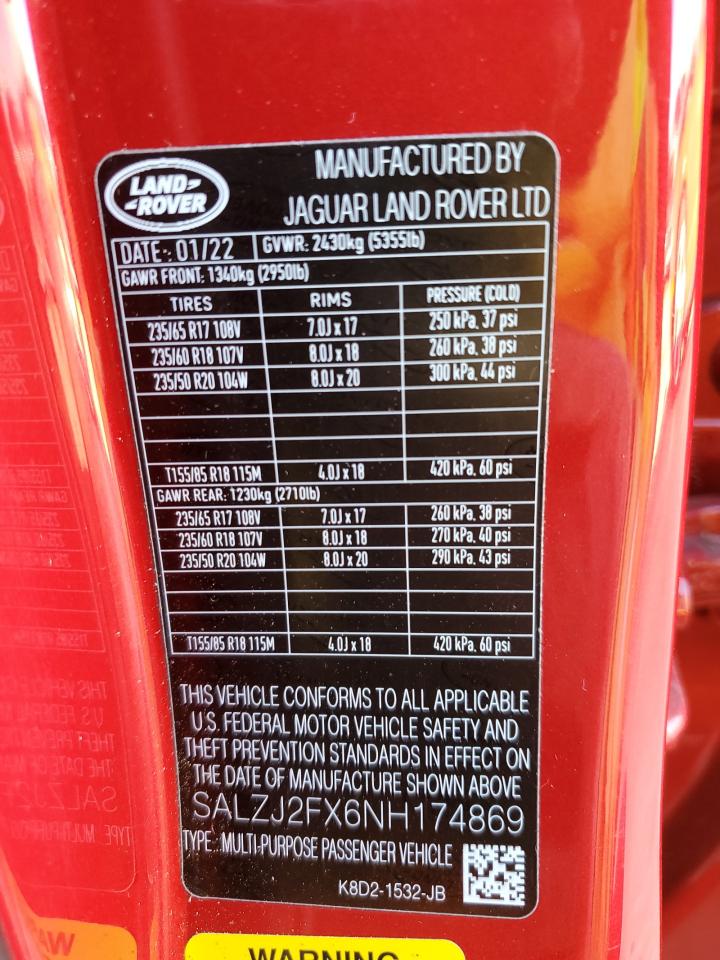 LAND- -ROVER
MANUFACTURED BY
JAGUAR LAND ROVER LTD
DATE-: 01/22 GVWR: 2430kg (5355lb)
GAWR FRONT: 1340kg (2950lb)
TIRES RIMS PRESSURE (COLD)
235/65 R17 108V 7.0J x 17 250 kPa, 37 psi
235/60 R18 107V 8.0J x 18 260 kPa, 38 psi
235/50 R20 104W 8.0J x 20 300 kPa, 44 psi
T155/85 R18 115M 4.0J x 18 420 kPa, 60 psi
GAWR REAR: 1230kg (2710lb)
235/65 R17 108V 7.0J x 17 260 kPa, 38 psi
235/60 R18 107V 8.0J x 18 270 kPa, 40 psi
235/50 R20 104W 8.0J x 20 290 kPa, 43 psi
T155/85 R18 115M 4.0J x 18 420 kPa, 60 psi
THIS VEHICLE CONFORMS TO ALL APPLICABLE
U.S. FEDERAL MOTOR VEHICLE SAFETY AND
THEFT PREVENTION STANDARDS IN EFFECT ON
THE DATE OF MANUFACTURE SHOWN ABOVE
SALZJ2FX6NH174869
TYPE: MULTI-PURPOSE PASSENGER VEHICLE
K8D2-1532-JB
WARNING